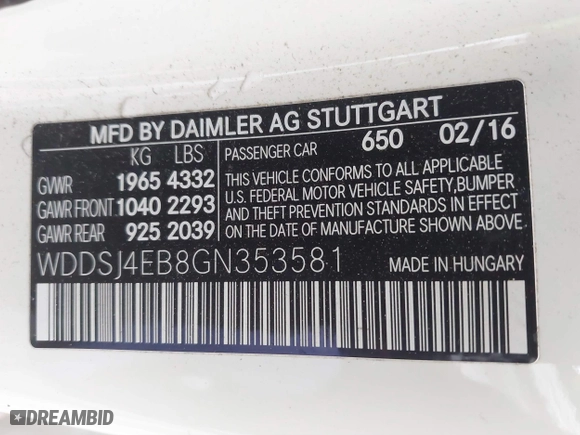 MFD BY DAIMLER AG STUTTGART
KG LBS PASSENGER CAR 650 02/16
GVWR 1965 4332
GAWR FRONT 1040 2293
GAWR REAR 925 2039
THIS VEHICLE CONFORMS TO ALL APPLICABLE
U.S. FEDERAL MOTOR VEHICLE SAFETY, BUMPER
AND THEFT PREVENTION STANDARDS IN EFFECT
ON THE DATE OF MANUFACTURE SHOWN ABOVE
WDDSJ4EB8GN353581 MADE IN HUNGARY
DREAMBID